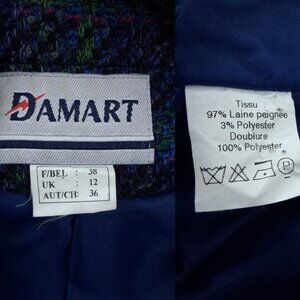 DAMART
F/BEL : 38
UK : 12
AUT/CH : 36
Tissu
97% Laine peignée
3% Polyester
Doublure
100% Polyester
P